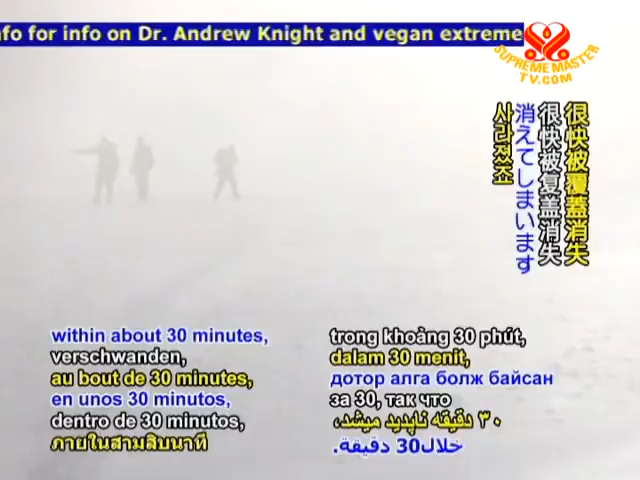 nfo for info on Dr. Andrew Knight and vegan extreme
SUPREME MASTER
TV.COM
很快被覆蓋消失
很快被复盖消失
消えてしまいます
사라졌죠
within about 30 minutes,
verschwanden,
au bout de 30 minutes,
en unos 30 minutos,
dentro de 30 minutos,
ภายในสามสิบนาที
trong khoảng 30 phút,
dalam 30 menit,
дотор алга болж байсан
за 30, так что
۳۰ دقیقه ناپدید میشد،
خلال30 دقيقة.